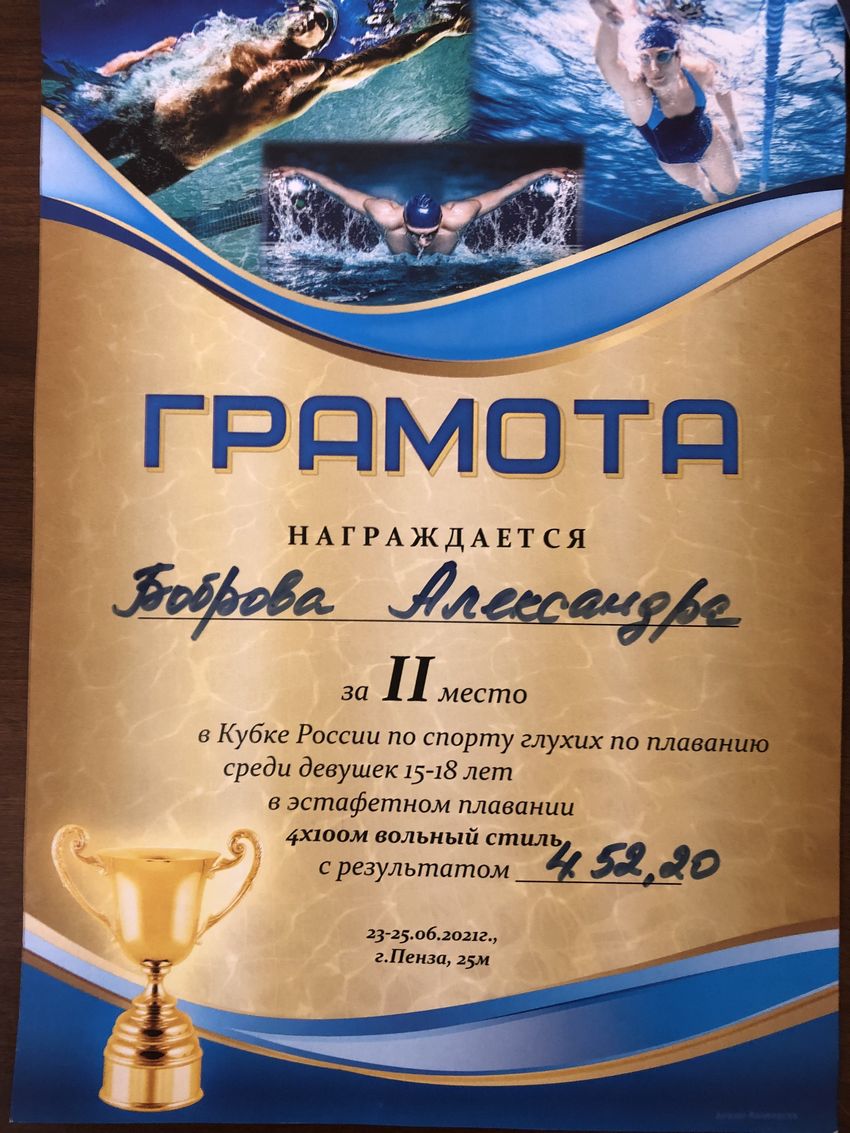 ГРАМОТА
НАГРАЖДАЕТСЯ
Боброва Александра
за II место
в Кубке России по спорту глухих по плаванию
среди девушек 15-18 лет
в эстафетном плавании
4х100м вольный стиль
с результатом 4.52,20
23-25.06.2021г.,
г.Пенза, 25м